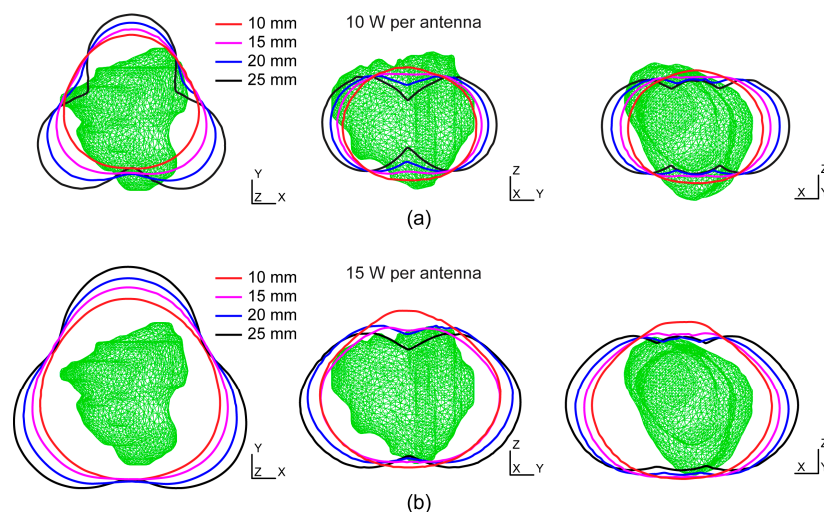 10 W per antenna
10 mm
15 mm
20 mm
25 mm
Y
Z X
Z
X Y
Z
X Y
(a)
15 W per antenna
10 mm
15 mm
20 mm
25 mm
Y
Z X
Z
X Y
Z
X Y
(b)